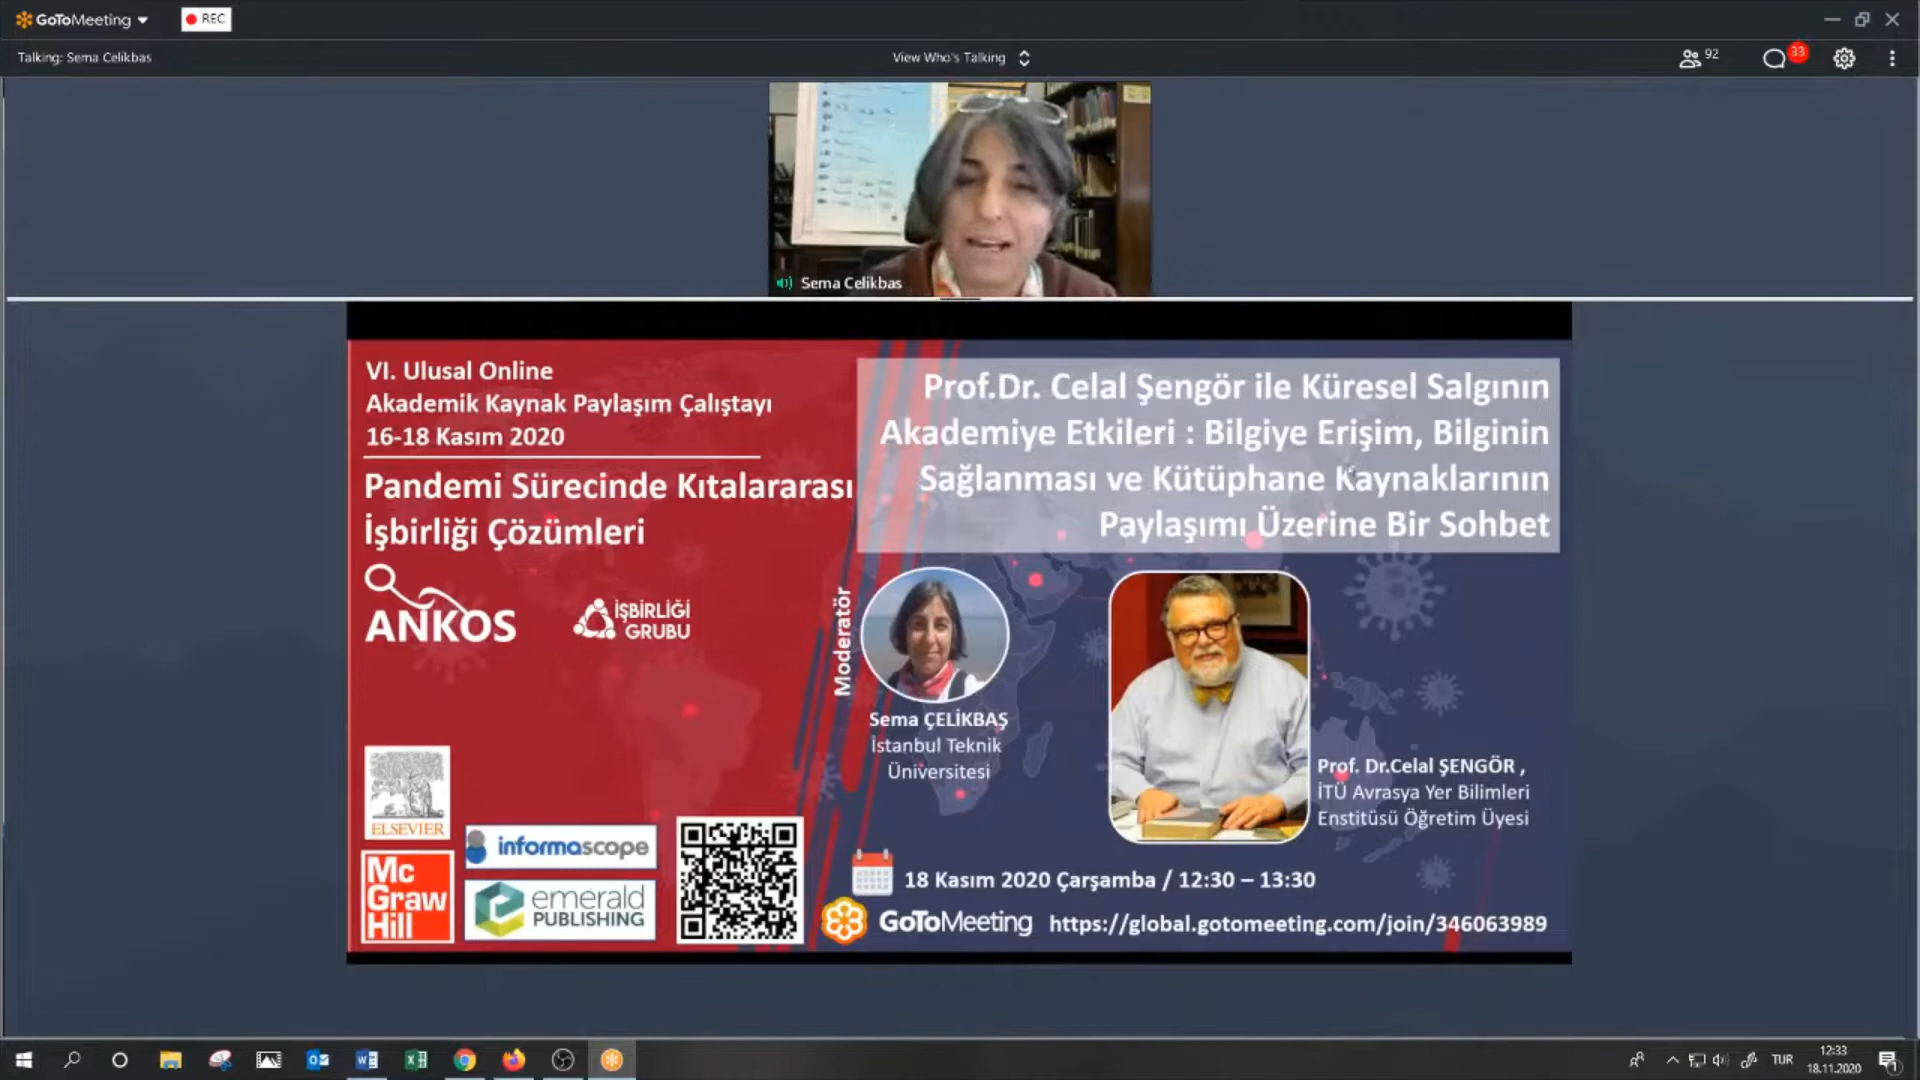 GoToMeeting
REC
Talking: Sema Celikbas
View Who's Talking
92
33
Sema Celikbas
VI. Ulusal Online
Akademik Kaynak Paylaşım Çalıştayı
16-18 Kasım 2020
Pandemi Sürecinde Kıtalararası
İşbirliği Çözümleri
ANKOS
İŞBİRLİĞİ
GRUBU
ELSEVIER
Mc
Graw
Hill
informascope
emerald
PUBLISHING
Prof.Dr. Celal Şengör ile Küresel Salgının
Akademiye Etkileri : Bilgiye Erişim, Bilginin
Sağlanması ve Kütüphane Kaynaklarının
Paylaşımı Üzerine Bir Sohbet
Moderatör
Sema ÇELİKBAŞ
İstanbul Teknik
Üniversitesi
Prof. Dr.Celal ŞENGÖR ,
İTÜ Avrasya Yer Bilimleri
Enstitüsü Öğretim Üyesi
18 Kasım 2020 Çarşamba / 12:30 – 13:30
GoToMeeting https://global.gotomeeting.com/join/346063989
TUR
12:33
18.11.2020
1